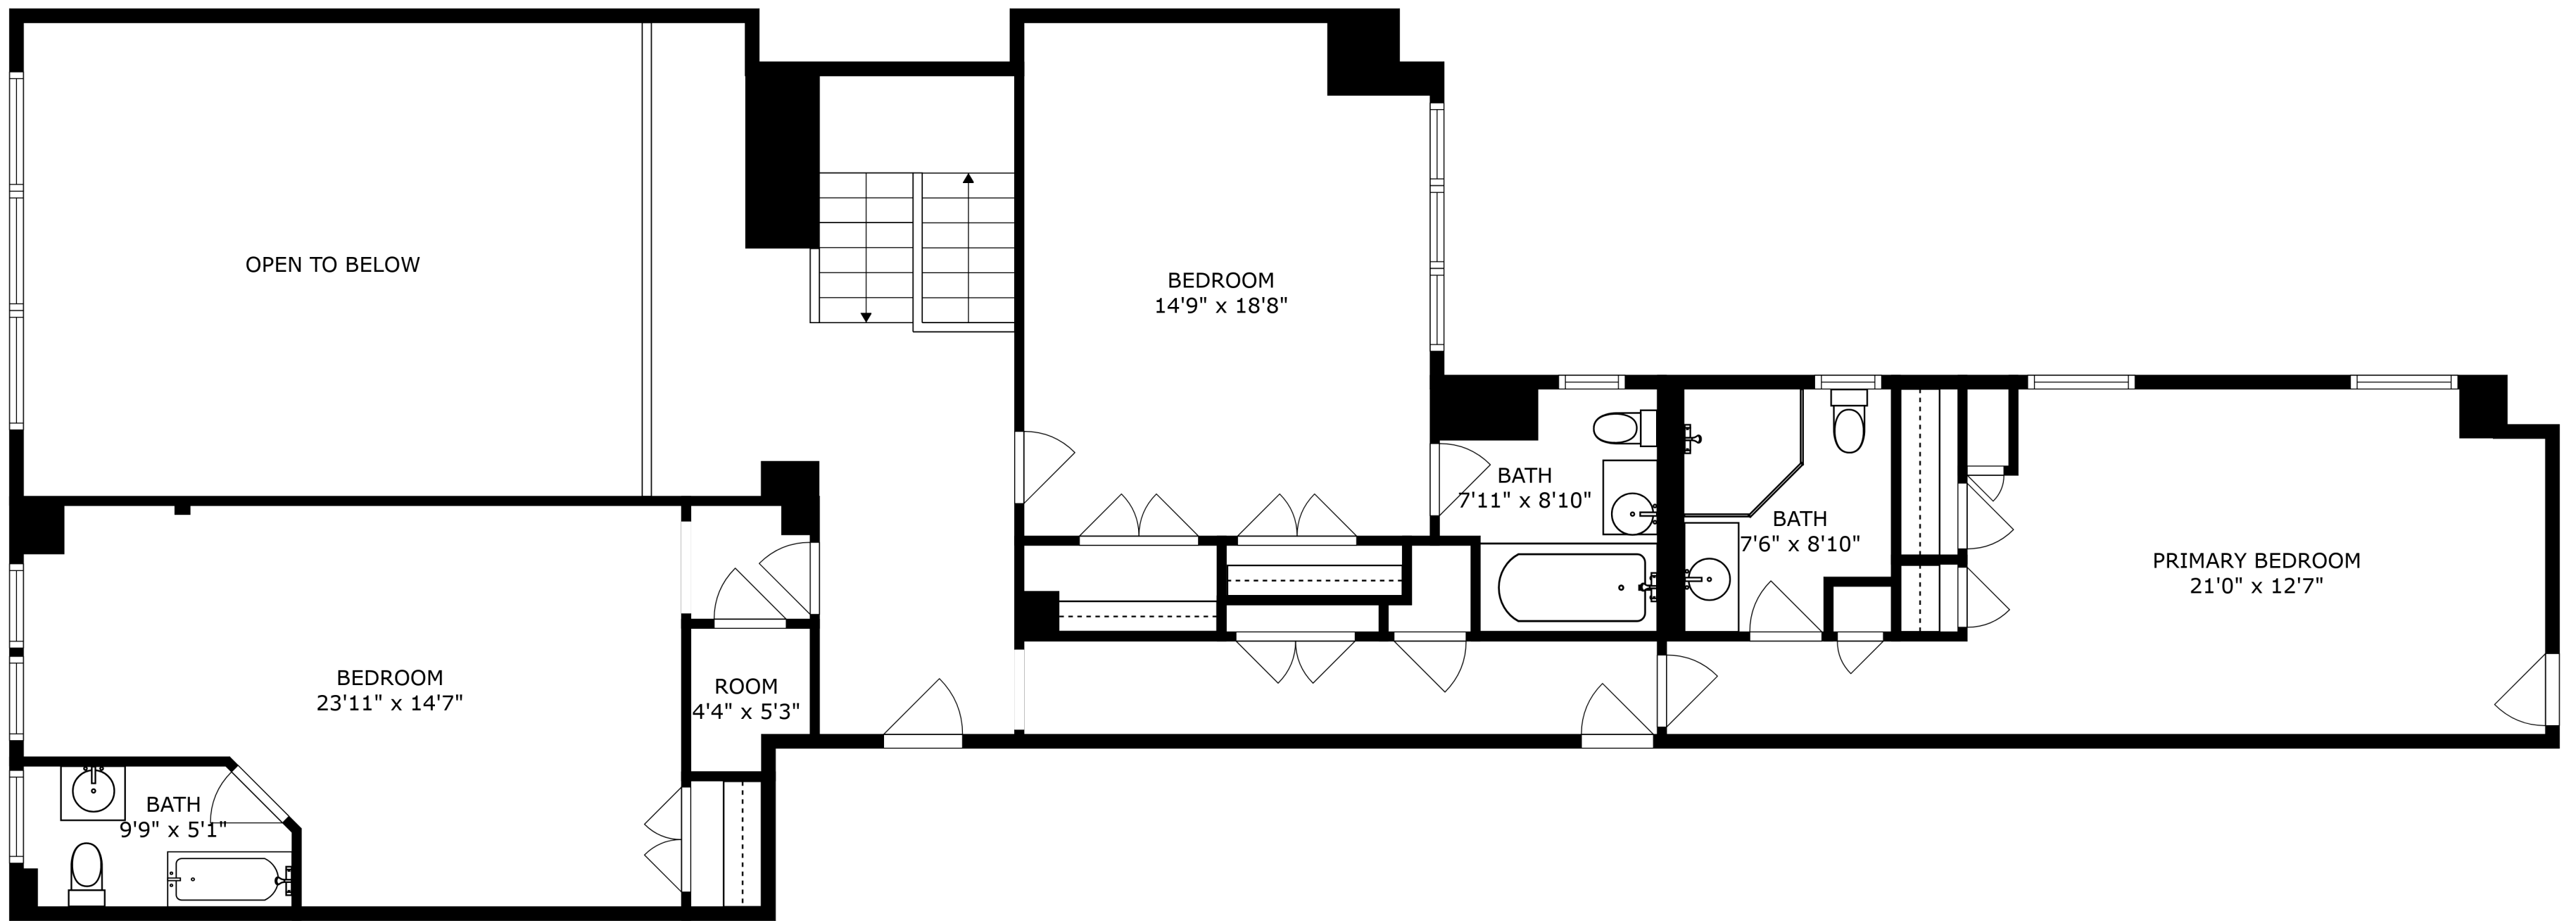 OPEN TO BELOW
BEDROOM
14'9" x 18'8"
BATH
7'11" x 8'10"
BATH
7'6" x 8'10"
PRIMARY BEDROOM
21'0" x 12'7"
BEDROOM
23'11" x 14'7"
ROOM
4'4" x 5'3"
BATH
9'9" x 5'1"